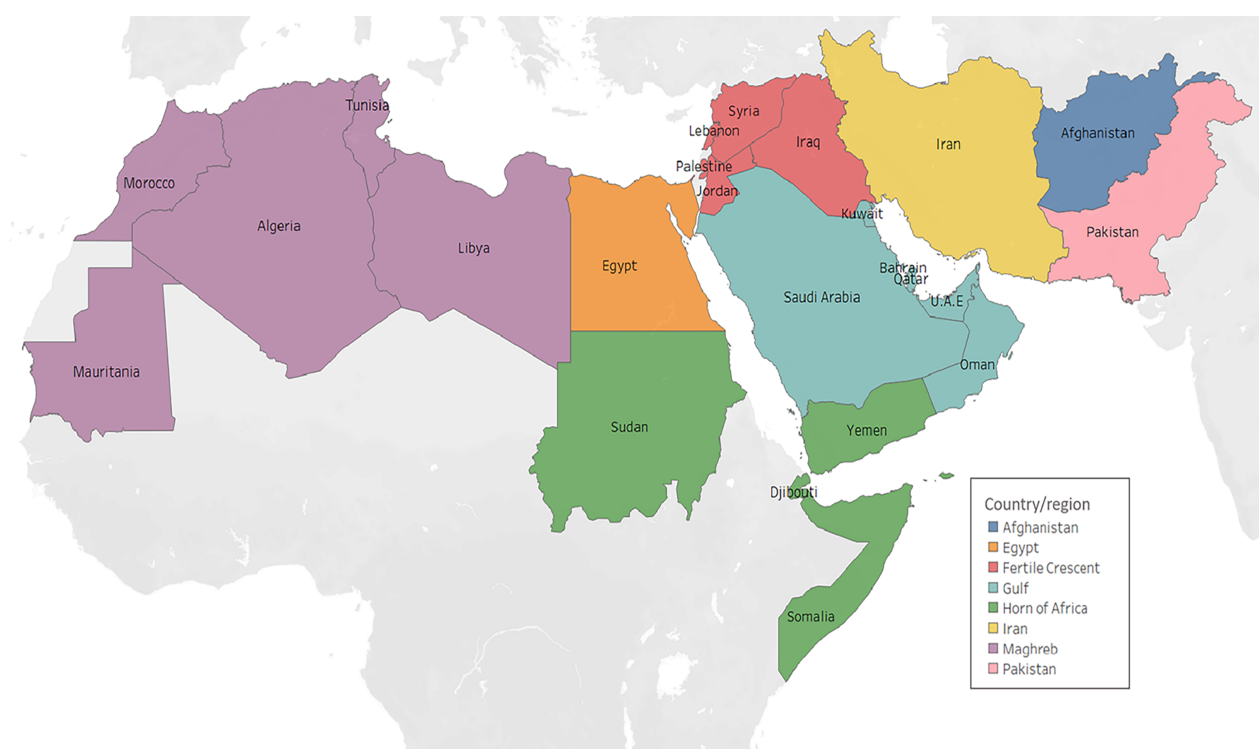 Tunisia
Syria
Lebanon
Afghanistan
Iraq
Iran
Palestine
Morocco
Jordan
Kuwait
Algeria
Pakistan
Libya
Egypt
Bahrain
Qatar
Saudi Arabia
U.A.E
Oman
Mauritania
Sudan
Yemen
Djibouti
Somalia
Country/region
Afghanistan
Egypt
Fertile Crescent
Gulf
Horn of Africa
Iran
Maghreb
Pakistan